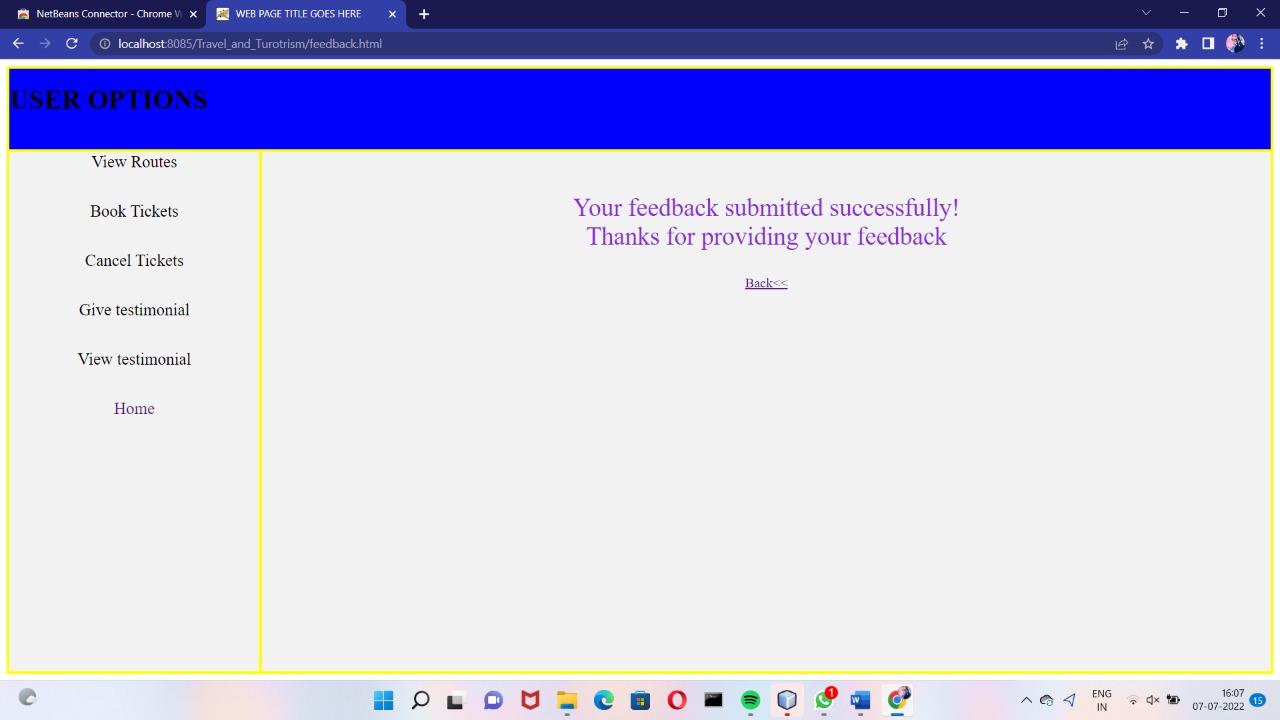 NetBeans Connector - Chrome W
WEB PAGE TITLE GOES HERE
localhost:8085/Travel_and_Turotrism/feedback.html
USER OPTIONS
View Routes
Book Tickets
Cancel Tickets
Give testimonial
View testimonial
Home
Your feedback submitted successfully!
Thanks for providing your feedback
Back<<
1
ENG
IN
16:07
07-07-2022
15